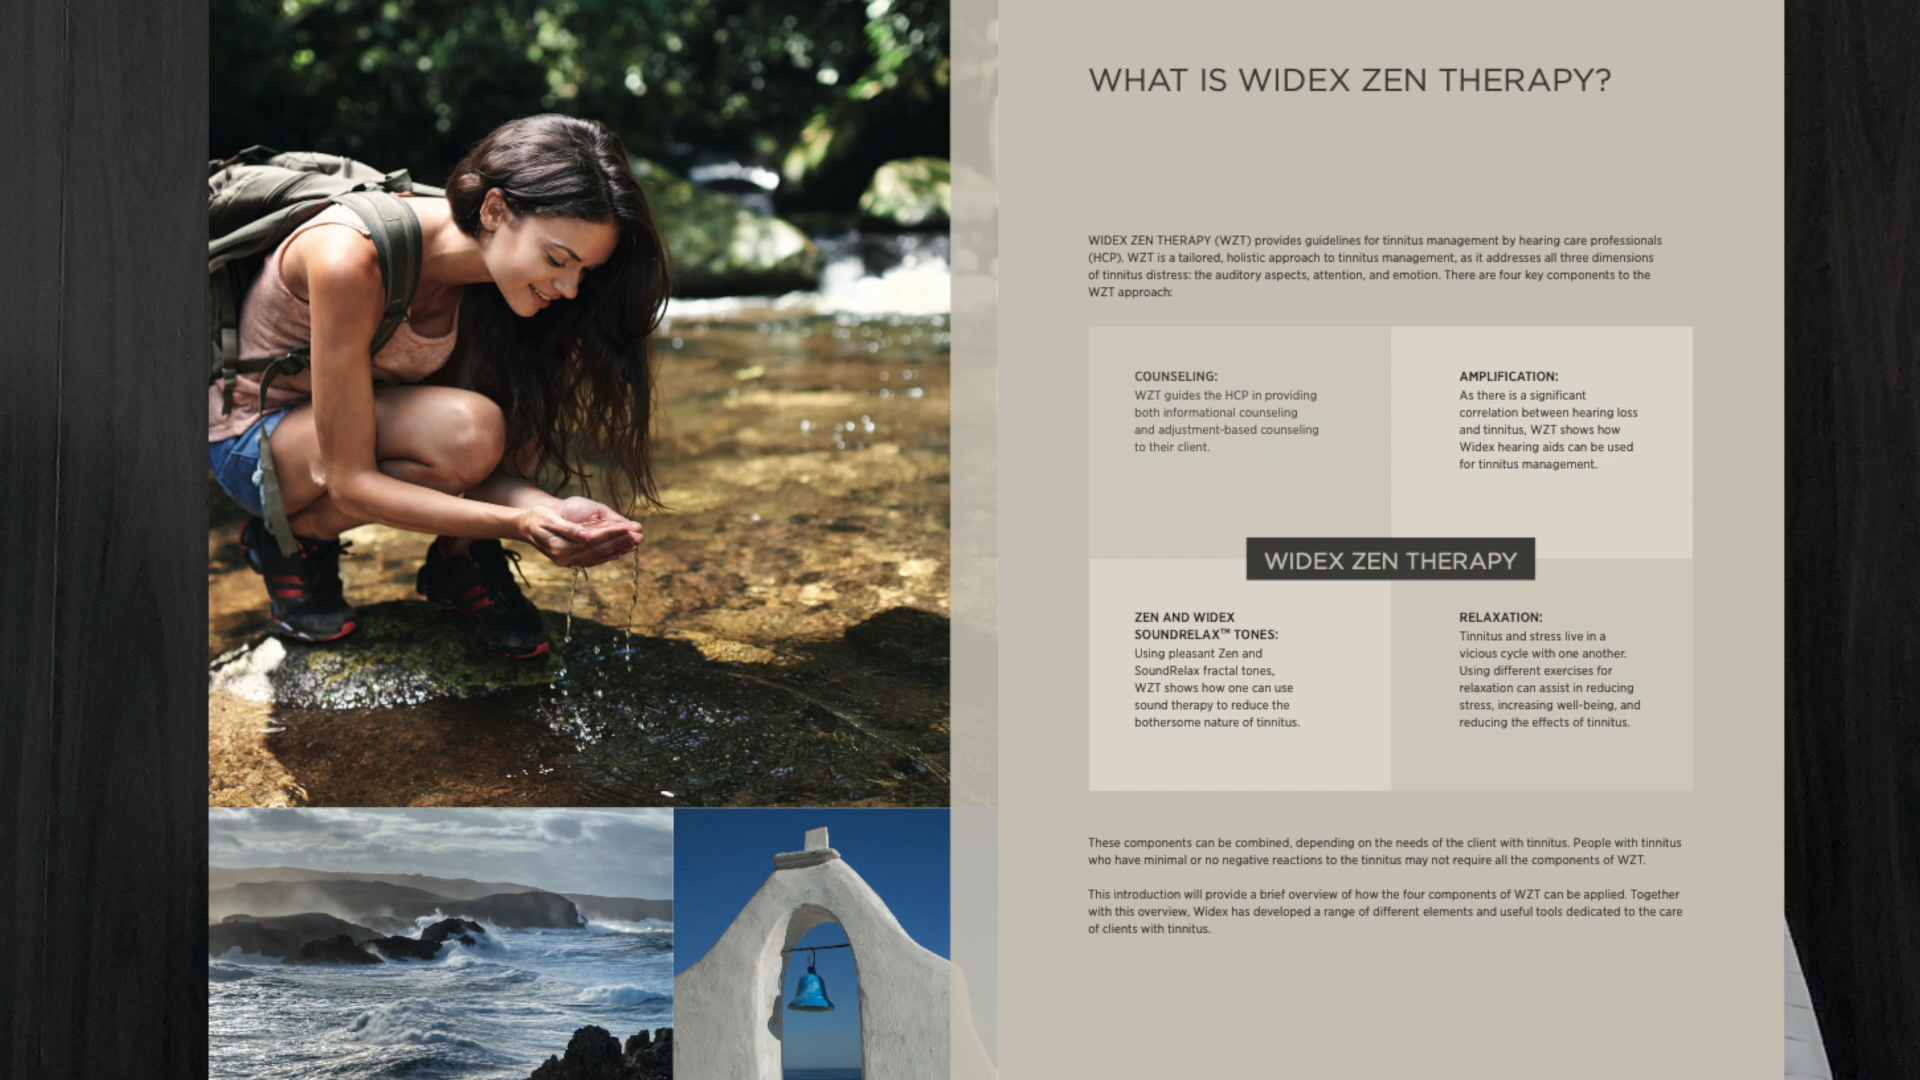 WHAT IS WIDEX ZEN THERAPY?
WIDEX ZEN THERAPY (WZT) provides guidelines for tinnitus management by hearing care professionals
(HCP). WZT is a tailored, holistic approach to tinnitus management, as it addresses all three dimensions
of tinnitus distress: the auditory aspects, attention, and emotion. There are four key components to the
WZT approach:
COUNSELING:
WZT guides the HCP in providing
both informational counseling
and adjustment-based counseling
to their client.
AMPLIFICATION:
As there is a significant
correlation between hearing loss
and tinnitus, WZT shows how
Widex hearing aids can be used
for tinnitus management.
WIDEX ZEN THERAPY
ZEN AND WIDEX
SOUNDRELAX™ TONES:
Using pleasant Zen and
SoundRelax fractal tones,
WZT shows how one can use
sound therapy to reduce the
bothersome nature of tinnitus.
RELAXATION:
Tinnitus and stress live in a
vicious cycle with one another.
Using different exercises for
relaxation can assist in reducing
stress, increasing well-being, and
reducing the effects of tinnitus.
These components can be combined, depending on the needs of the client with tinnitus. People with tinnitus
who have minimal or no negative reactions to the tinnitus may not require all the components of WZT.
This introduction will provide a brief overview of how the four components of WZT can be applied. Together
with this overview, Widex has developed a range of different elements and useful tools dedicated to the care
of clients with tinnitus.